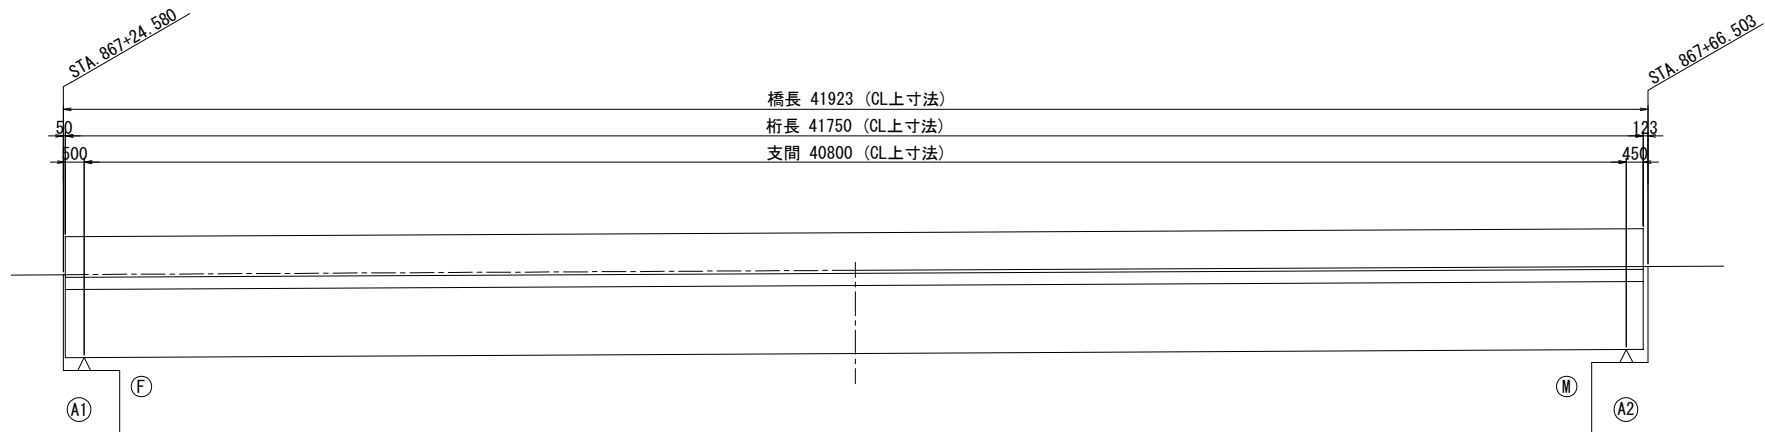 STA.867+24.580
STA.867+66.503
橋長 41923 (CL上寸法)
50
桁長 41750 (CL上寸法)
123
500
支間 40800 (CL上寸法)
450
F
M
A1
A2